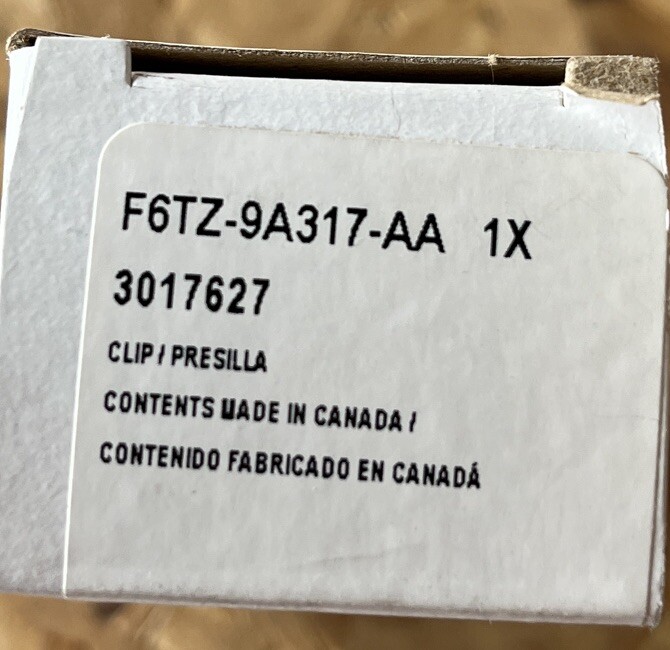 F6TZ-9A317-AA 1X
3017627
CLIP / PRESILLA
CONTENTS MADE IN CANADA /
CONTENIDO FABRICADO EN CANADÁ